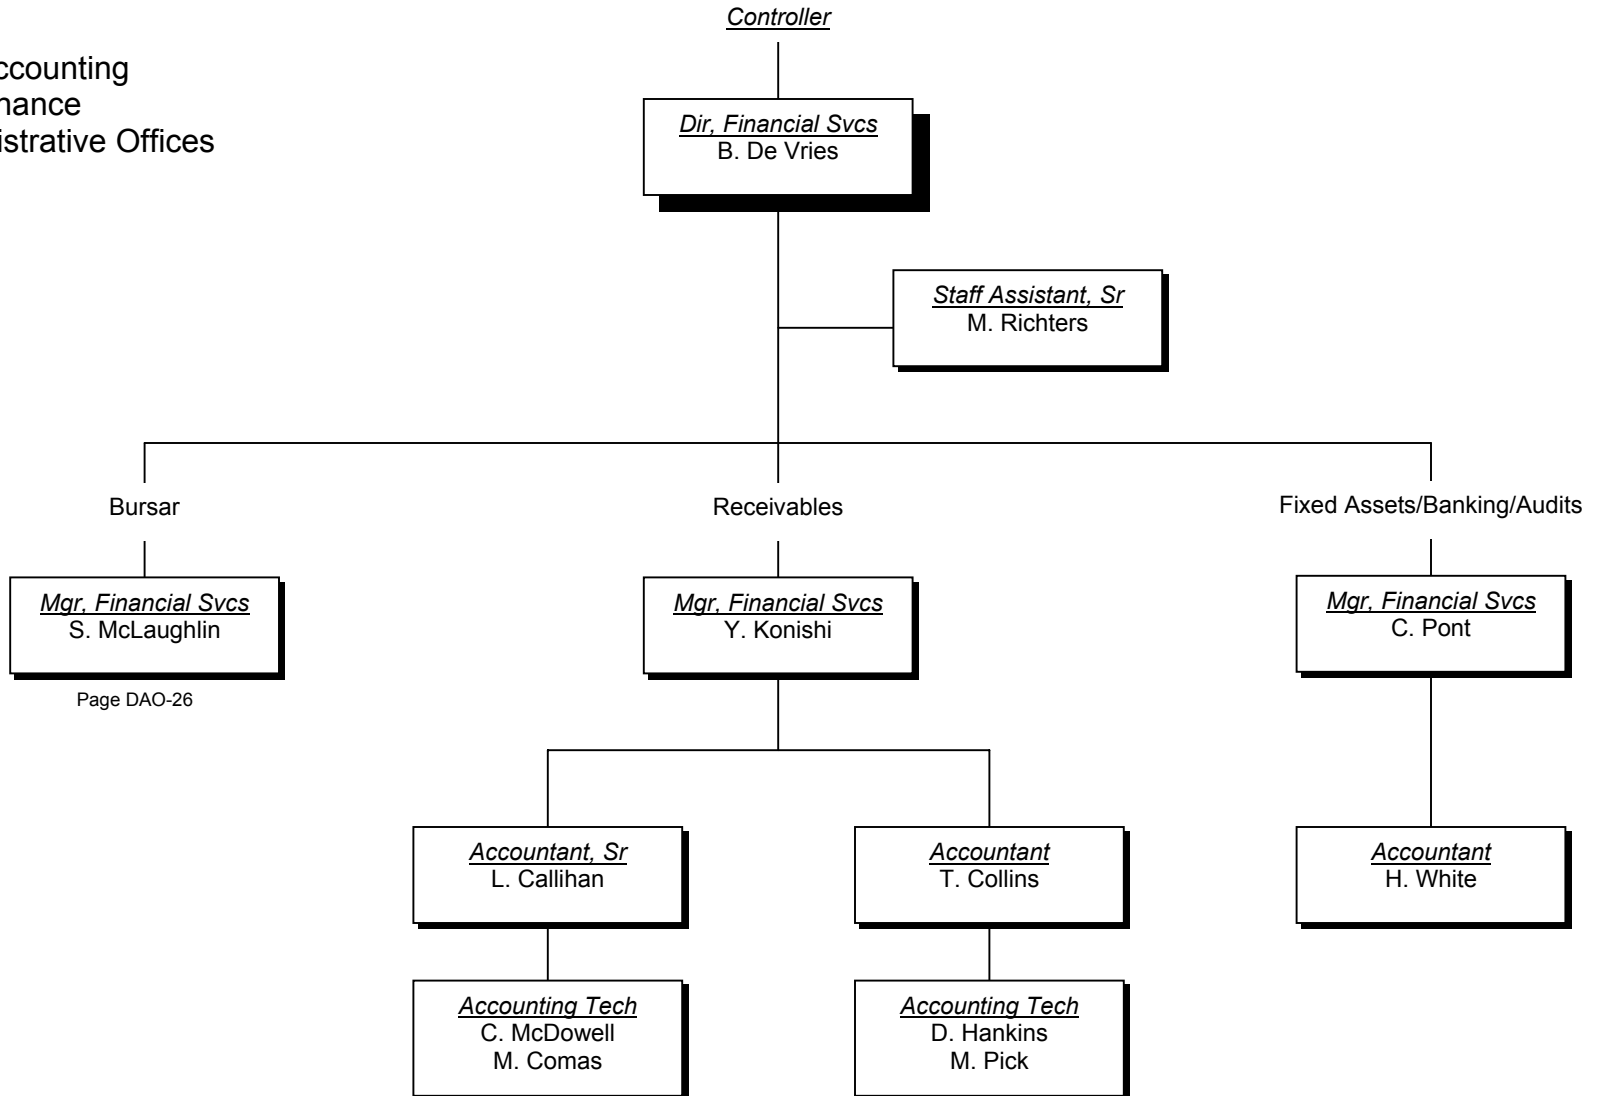 Controller
ccounting
nance
istrative Offices
Dir, Financial Svcs
B. De Vries
Staff Assistant, Sr
M. Richters
Bursar
Receivables
Fixed Assets/Banking/Audits
Mgr, Financial Svcs
S. McLaughlin
Page DAO-26
Mgr, Financial Svcs
Y. Konishi
Mgr, Financial Svcs
C. Pont
Accountant, Sr
L. Callihan
Accountant
T. Collins
Accountant
H. White
Accounting Tech
C. McDowell
M. Comas
Accounting Tech
D. Hankins
M. Pick